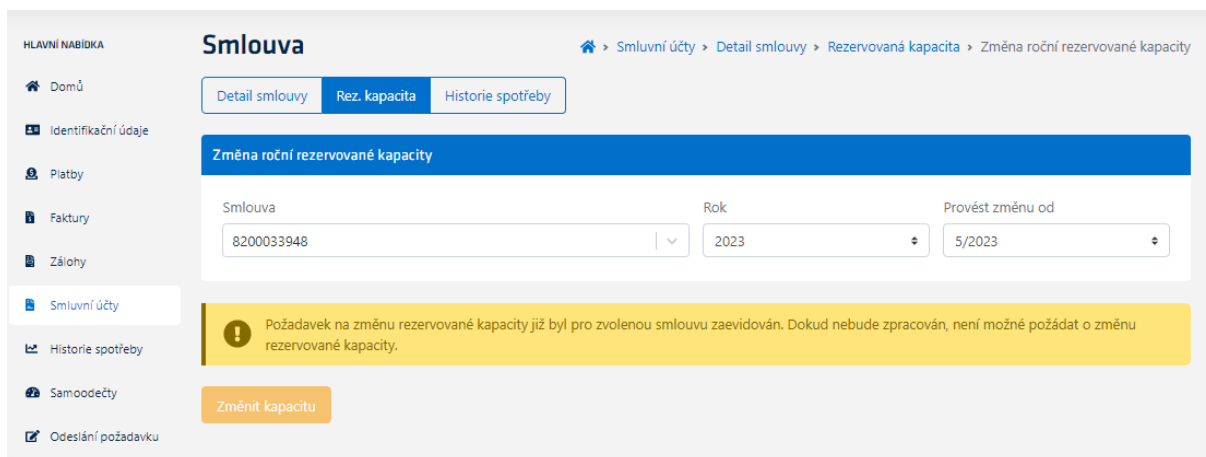 HLAVNÍ NABÍDKA
Domů
Identifikační údaje
Platby
Faktury
Zálohy
Smluvní účty
Historie spotřeby
Samoodečty
Odeslání požadavku
Smlouva
Smluvní účty › Detail smlouvy › Rezervovaná kapacita › Změna roční rezervované kapacity
Detail smlouvy Rez. kapacita Historie spotřeby
Změna roční rezervované kapacity
Smlouva Rok Provést změnu od
8200033948 2023 5/2023
Požadavek na změnu rezervované kapacity již byl pro zvolenou smlouvu zaevidován. Dokud nebude zpracován, není možné požádat o změnu
rezervované kapacity.
Změnit kapacitu